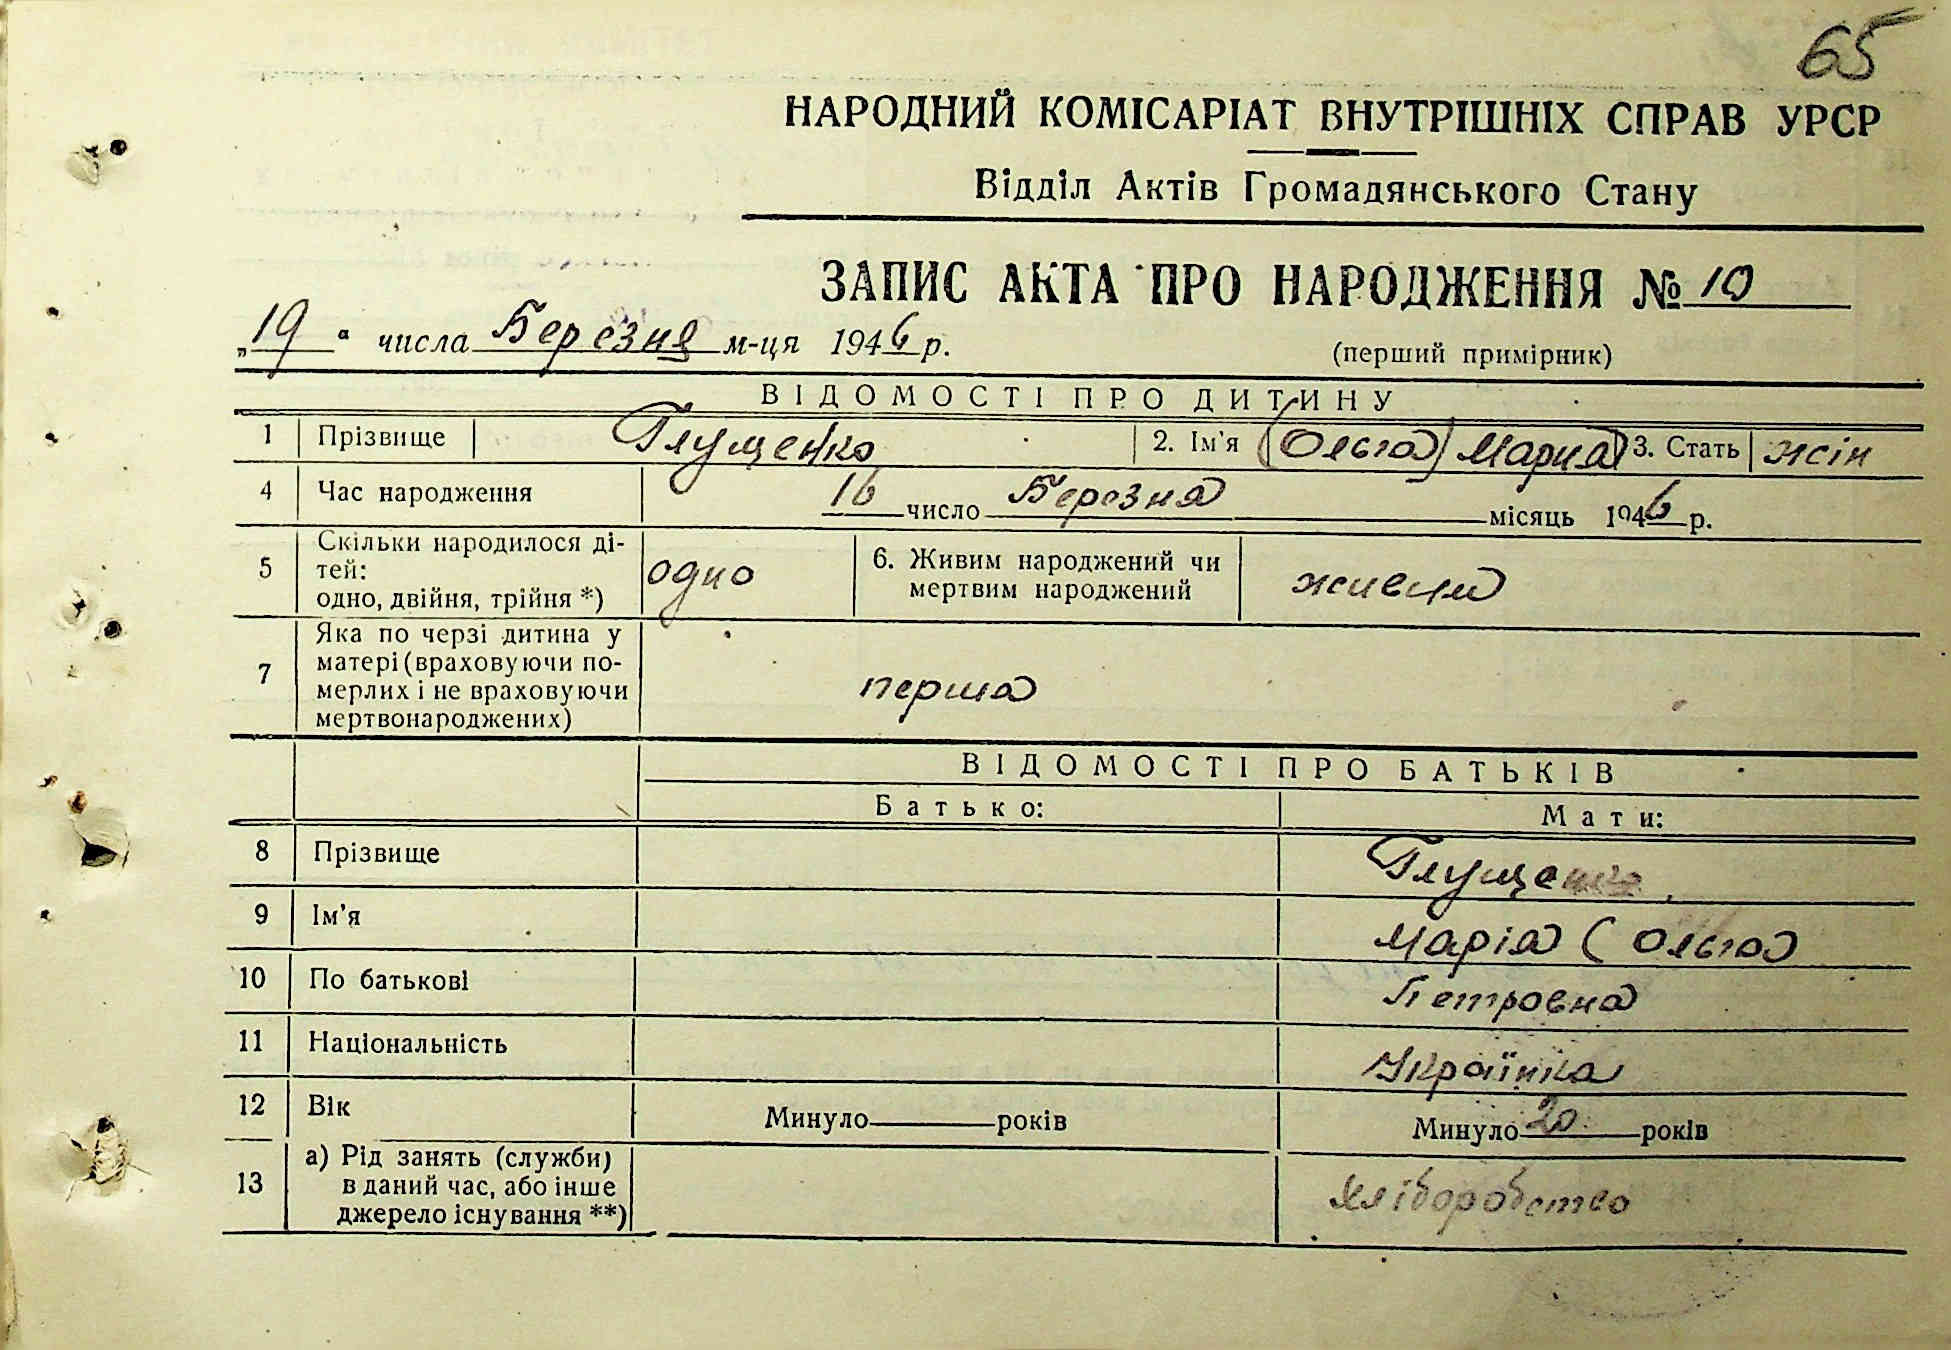 65
НАРОДНИЙ КОМІСАРІАТ ВНУТРІШНІХ СПРАВ УРСР
Відділ Актів Громадянського Стану
ЗАПИС АКТА ПРО НАРОДЖЕННЯ № 10
„19“ числа Березня м-ця 1946 р.
(перший примірник)
ВІДОМОСТІ ПРО ДИТИНУ
1 Прізвище Глущенко 2. Ім'я (Ольга) Мария 3. Стать жін
4 Час народження 16 число Березня місяць 1946 р.
5 Скільки народилося ді-
тей:
одно, двійня, трійня *) одно 6. Живим народжений чи
мертвим народжений живим
7 Яка по черзі дитина у
матері (враховуючи по-
мерлих і не враховуючи
мертвонароджених) перша
ВІДОМОСТІ ПРО БАТЬКІВ
Батько: Мати:
8 Прізвище Глущенко
9 Ім'я Марія (Ольга
10 По батькові Петровна
11 Національність Українка
12 Вік Минуло років Минуло 20 років
13 а) Рід занять (служби)
в даний час, або інше
джерело існування **) хліборобство